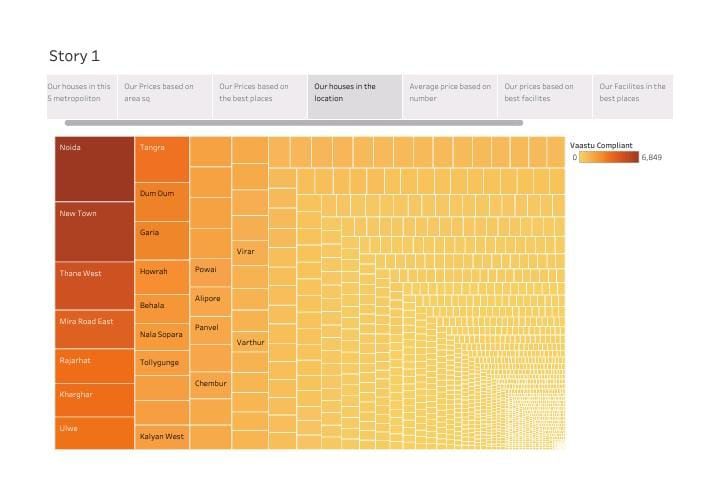 Story 1
Our houses in this
5 metropoliton
Our Prices based on
area sq
Our Prices based on
the best places
Our houses in the
location
Average price based on
number
Our prices based on
best facilites
Our Facilites in the
best places
Noida
New Town
Thane West
Mira Road East
Rajarhat
Kharghar
Ulwe
Tangra
Dum Dum
Garia
Howrah
Behala
Nala Sopara
Tollygunge
Kalyan West
Powai
Alipore
Panvel
Chembur
Virar
Varthur
Vaastu Compliant
0 6,849